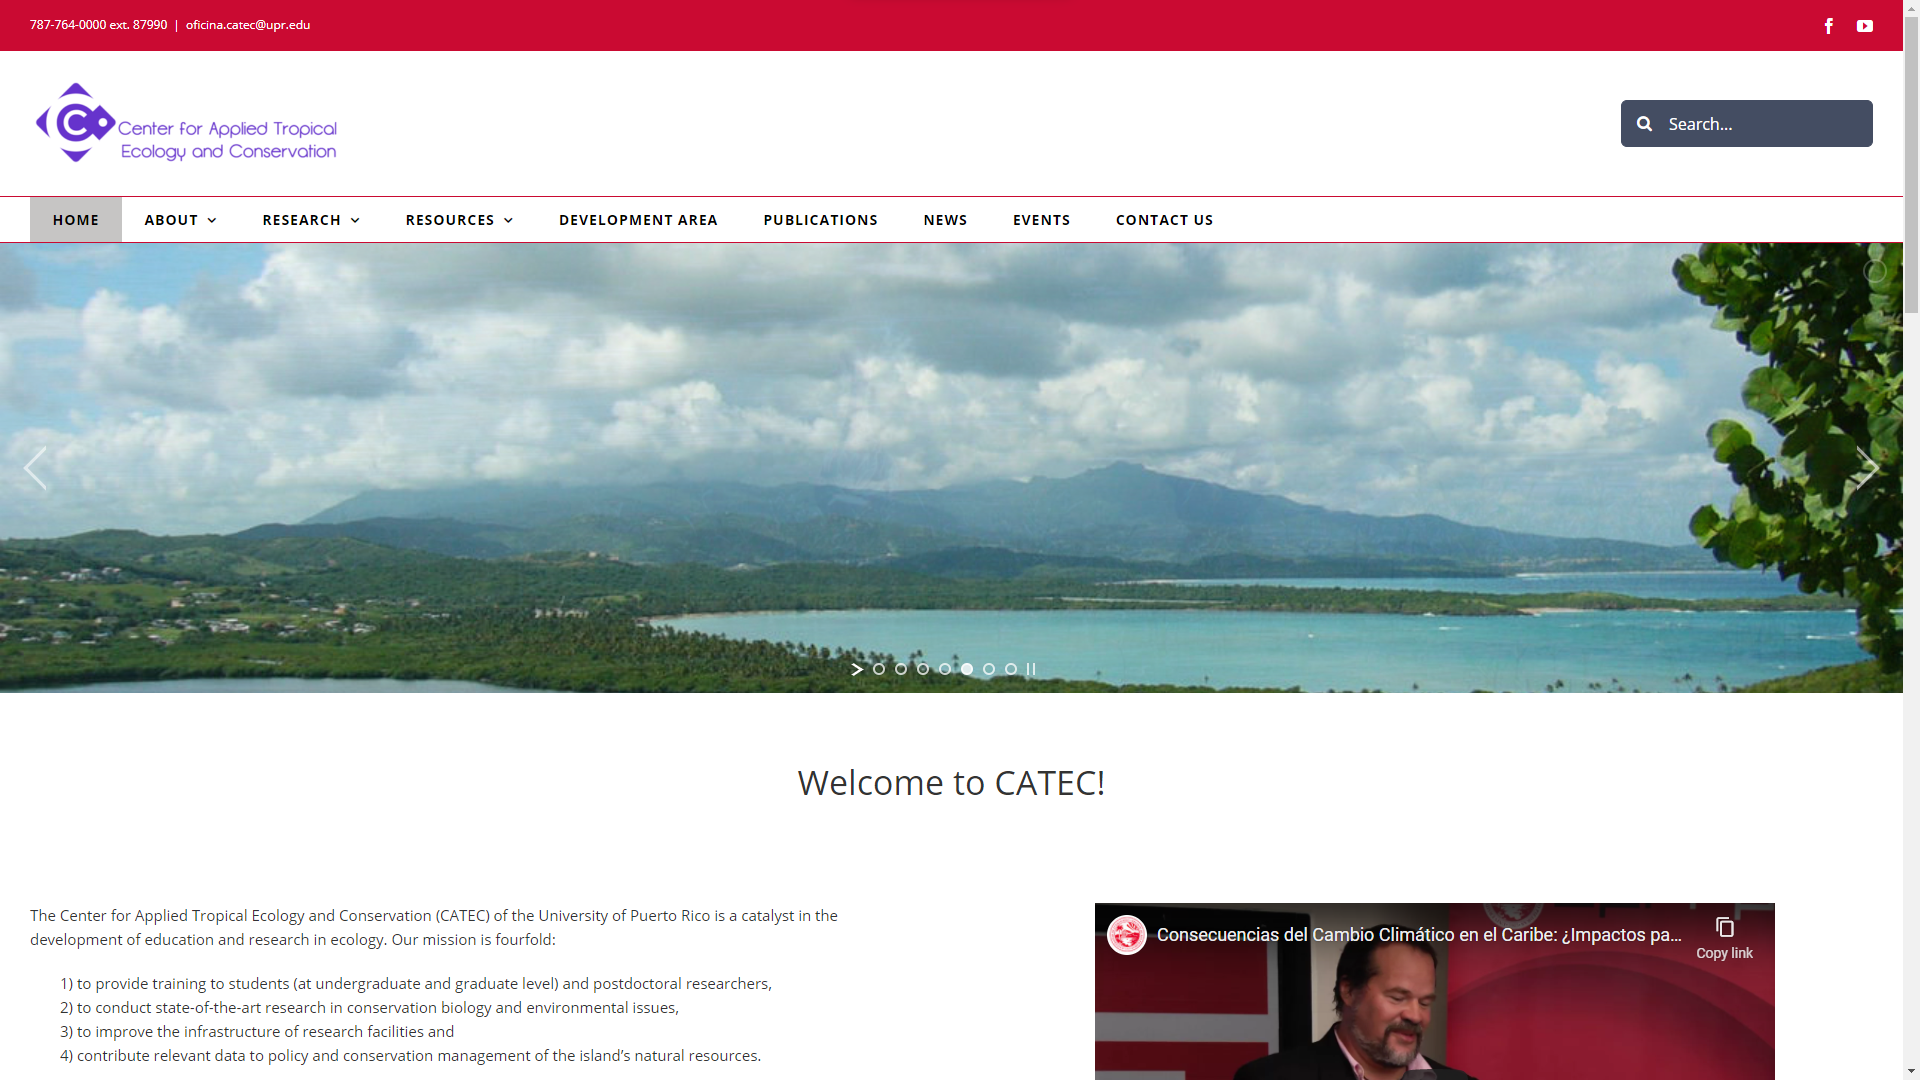 787-764-0000 ext. 87990 | oficina.catec@upr.edu
Center for Applied Tropical
Ecology and Conservation
Search...
HOME ABOUT RESEARCH RESOURCES DEVELOPMENT AREA PUBLICATIONS NEWS EVENTS CONTACT US
Welcome to CATEC!
The Center for Applied Tropical Ecology and Conservation (CATEC) of the University of Puerto Rico is a catalyst in the
development of education and research in ecology. Our mission is fourfold:
1) to provide training to students (at undergraduate and graduate level) and postdoctoral researchers,
2) to conduct state-of-the-art research in conservation biology and environmental issues,
3) to improve the infrastructure of research facilities and
4) contribute relevant data to policy and conservation management of the island’s natural resources.
Consecuencias del Cambio Climático en el Caribe: ¿Impactos pa...
Copy link